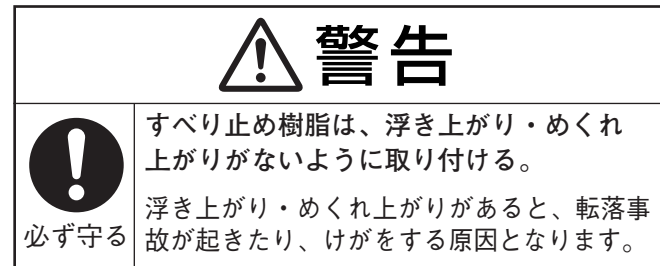 警告
すべり止め樹脂は、浮き上がり・めくれ
上がりがないように取り付ける。
浮き上がり・めくれ上がりがあると、転落事
故が起きたり、けがをする原因となります。
必ず守る